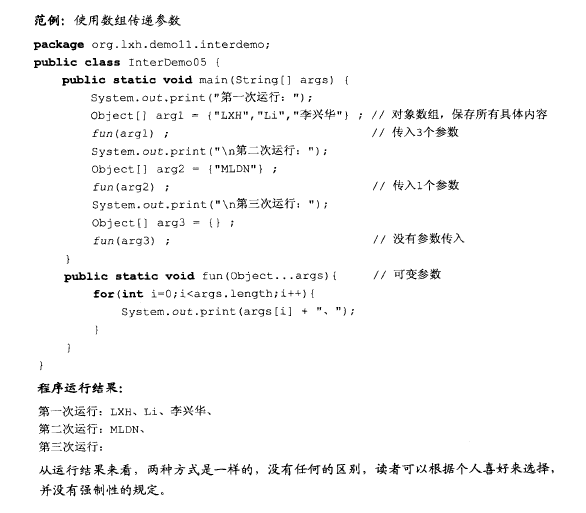 范例：使用数组传递参数
package org.lxh.demo11.interdemo;
public class InterDemo05 {
public static void main(String[] args) {
System.out.print("第一次运行：");
Object[] arg1 = {"LXH","Li","李兴华"} ; // 对象数组，保存所有具体内容
fun(arg1) ; // 传入3个参数
System.out.print("\n第二次运行：");
Object[] arg2 = {"MLDN"} ;
fun(arg2) ; // 传入1个参数
System.out.print("\n第三次运行：");
Object[] arg3 = {} ;
fun(arg3) ; // 没有参数传入
}
public static void fun(Object...args){ // 可变参数
for(int i=0;i<args.length;i++){
System.out.print(args[i] + "、");
}
}
}
程序运行结果：
第一次运行：LXH、Li、李兴华、
第二次运行：MLDN、
第三次运行：
从运行结果来看，两种方式是一样的，没有任何的区别，读者可以根据个人喜好来选择，
并没有强制性的规定。